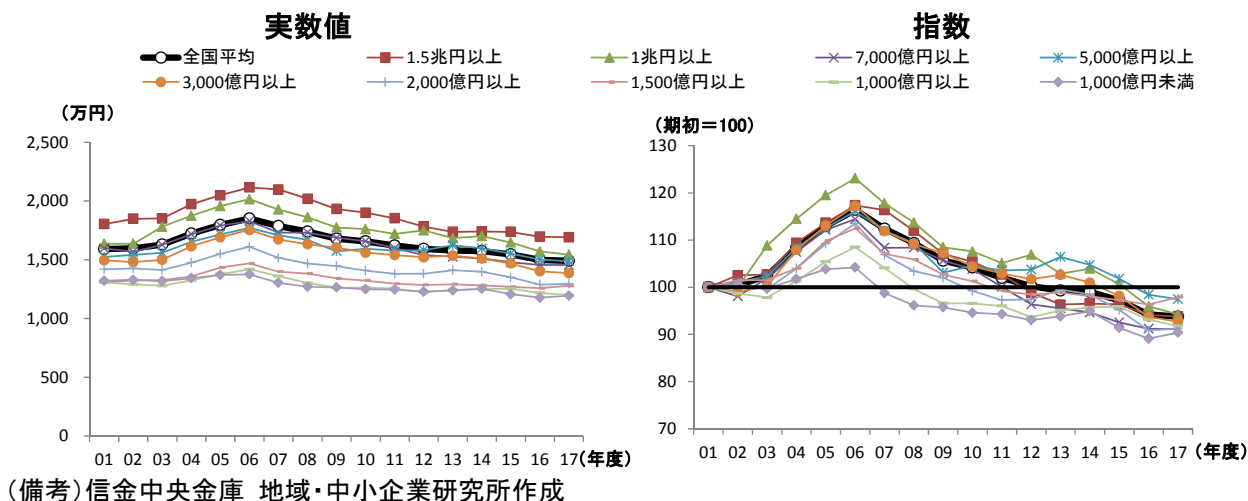 実数値
指数
全国平均
1.5兆円以上
1兆円以上
7,000億円以上
5,000億円以上
3,000億円以上
2,000億円以上
1,500億円以上
1,000億円以上
1,000億円未満
（万円）
2,500
2,000
1,500
1,000
500
0
01 02 03 04 05 06 07 08 09 10 11 12 13 14 15 16 17（年度）
（期初＝100）
130
120
110
100
90
80
70
01 02 03 04 05 06 07 08 09 10 11 12 13 14 15 16 17（年度）
（備考）信金中央金庫 地域・中小企業研究所作成